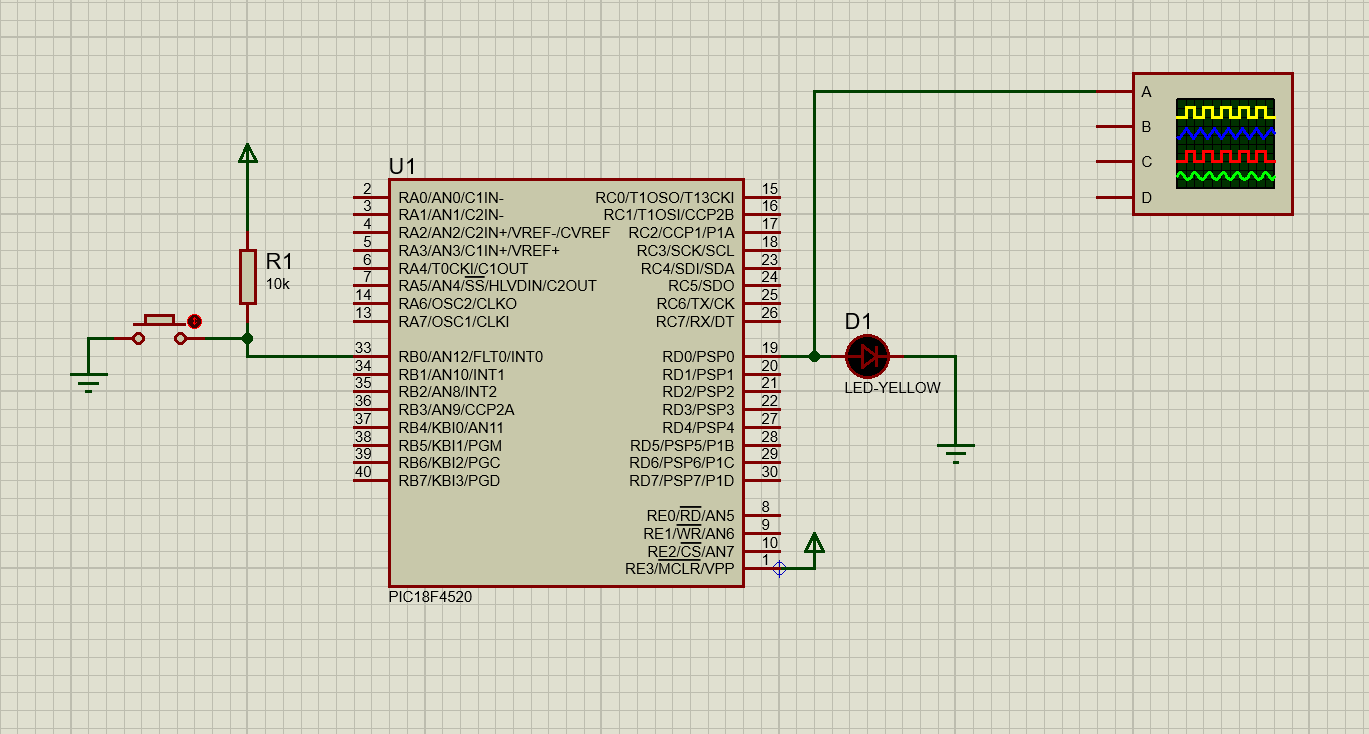 A
B
C
D
U1
2
RA0/AN0/C1IN-
3
RA1/AN1/C2IN-
4
RA2/AN2/C2IN+/VREF-/CVREF
5
RA3/AN3/C1IN+/VREF+
6
RA4/T0CKI/C1OUT
7
RA5/AN4/SS/HLVDIN/C2OUT
14
RA6/OSC2/CLKO
13
RA7/OSC1/CLKI
33
RB0/AN12/FLT0/INT0
34
RB1/AN10/INT1
35
RB2/AN8/INT2
36
RB3/AN9/CCP2A
37
RB4/KBI0/AN11
38
RB5/KBI1/PGM
39
RB6/KBI2/PGC
40
RB7/KBI3/PGD
RC0/T1OSO/T13CKI
15
RC1/T1OSI/CCP2B
16
RC2/CCP1/P1A
17
RC3/SCK/SCL
18
RC4/SDI/SDA
23
RC5/SDO
24
RC6/TX/CK
25
RC7/RX/DT
26
RD0/PSP0
19
RD1/PSP1
20
RD2/PSP2
21
RD3/PSP3
22
RD4/PSP4
27
RD5/PSP5/P1B
28
RD6/PSP6/P1C
29
RD7/PSP7/P1D
30
RE0/RD/AN5
8
RE1/WR/AN6
9
RE2/CS/AN7
10
RE3/MCLR/VPP
1
PIC18F4520
R1
10k
D1
LED-YELLOW